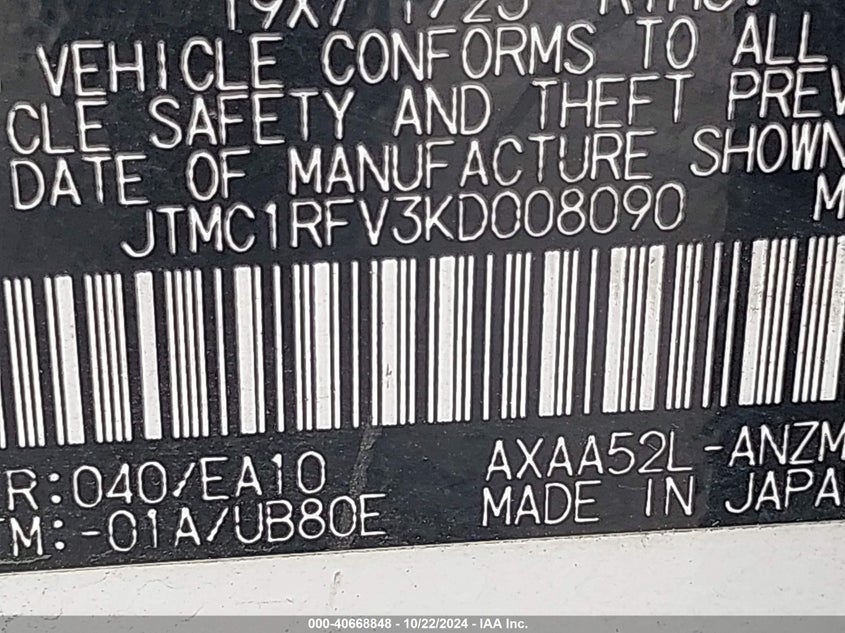 VEHICLE CONFORMS TO ALL
CLE SAFETY AND THEFT PREV
DATE OF MANUFACTURE SHOWN
JTMC1RFV3KD008090 M
R:040/EA10 AXAA52L-ANZM
TM:-01A/UB80E MADE IN JAPA
000-40668848 - 10/22/2024 - IAA Inc.